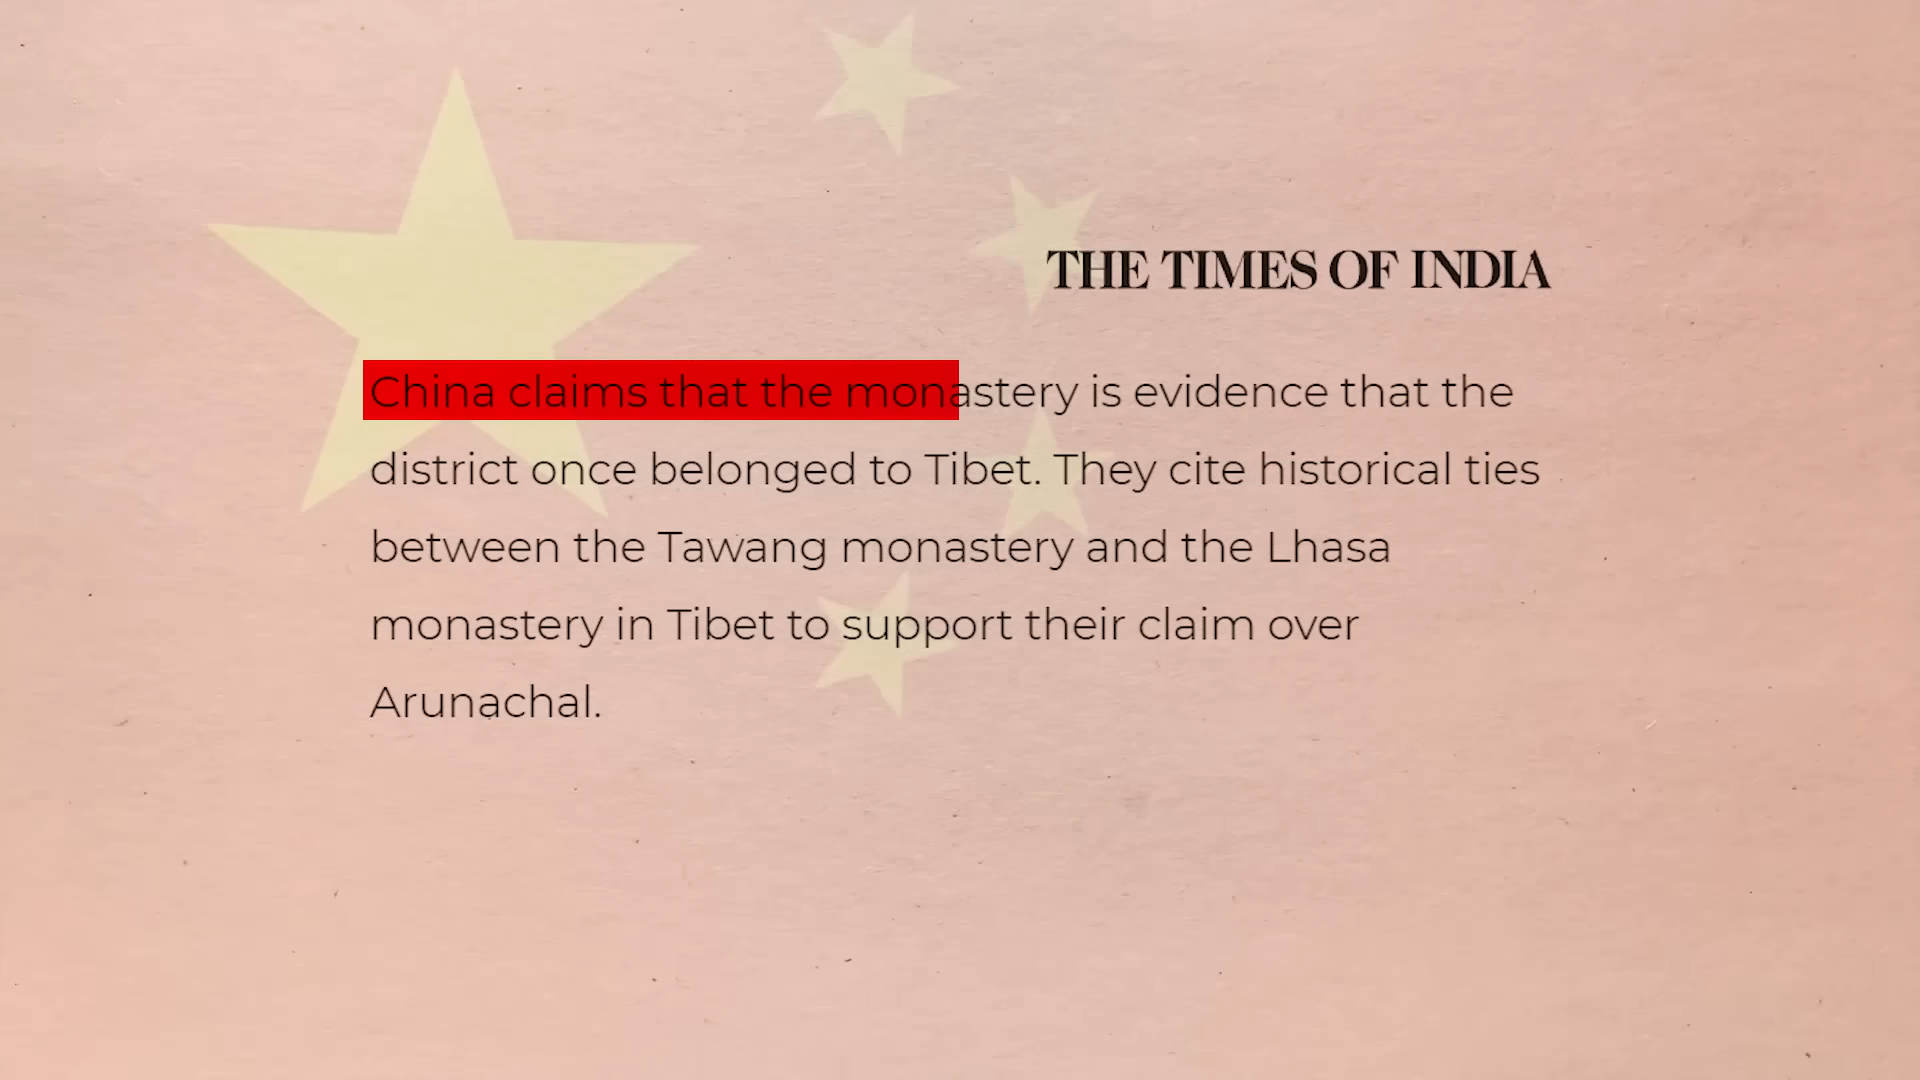 THE TIMES OF INDIA
China claims that the monastery is evidence that the
district once belonged to Tibet. They cite historical ties
between the Tawang monastery and the Lhasa
monastery in Tibet to support their claim over
Arunachal.